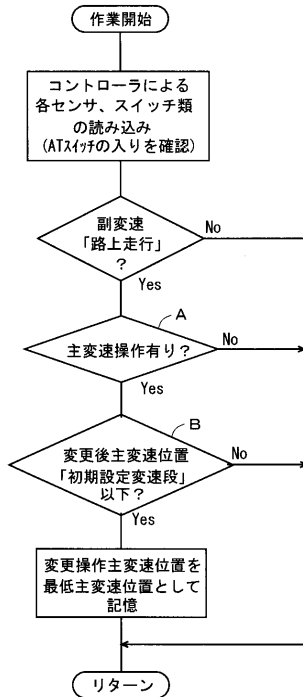 作業開始
コントローラによる
各センサ、スイッチ類
の読み込み
(ATスイッチの入りを確認)
副変速
「路上走行」
?
No
Yes
A
主変速操作有り?
No
Yes
B
変更後主変速位置
「初期設定変速段」
以下?
No
Yes
変更操作主変速位置を
最低主変速位置として
記憶
リターン